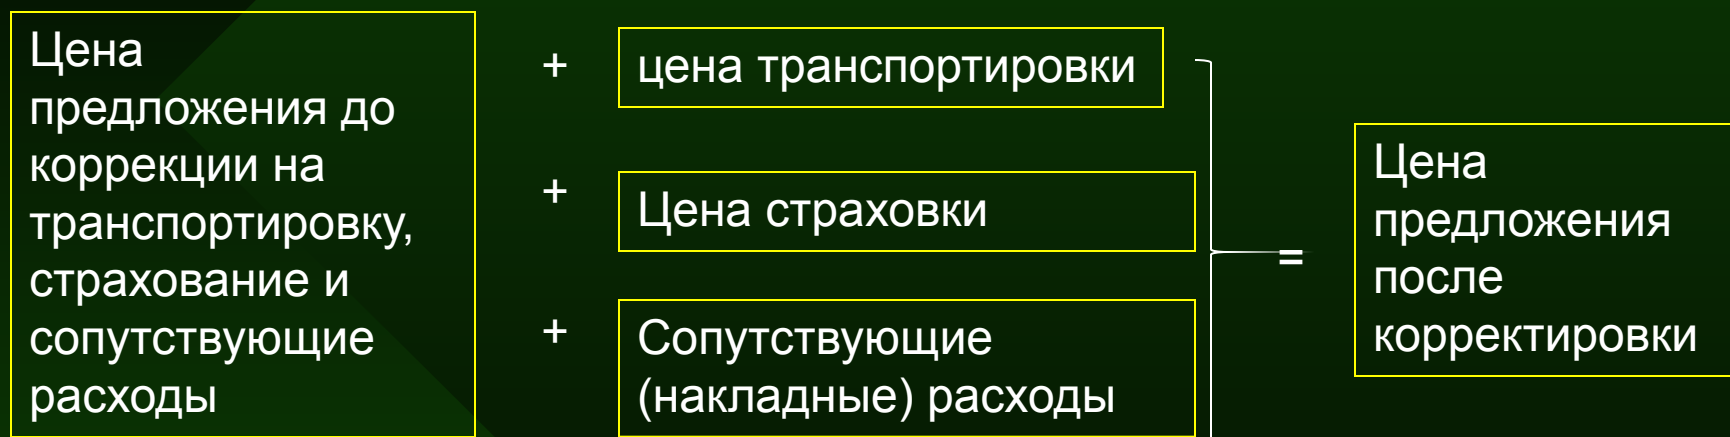 Цена
предложения до
коррекции на
транспортировку,
страхование и
сопутствующие
расходы
+
цена транспортировки
+
Цена страховки
+
Сопутствующие
(накладные) расходы
=
Цена
предложения
после
корректировки